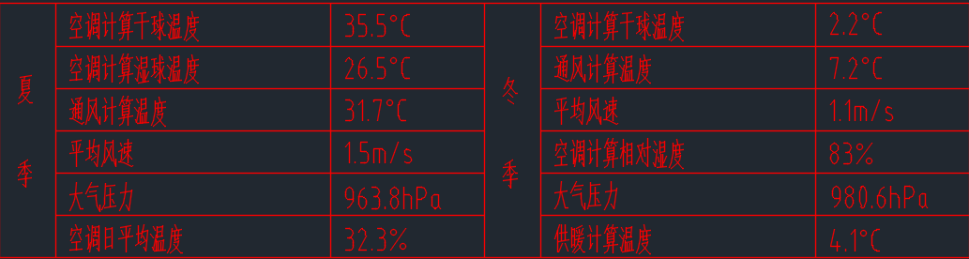 夏季
空调计算干球温度 35.5°C
空调计算湿球温度 26.5°C
通风计算温度 31.7°C
平均风速 1.5m/s
大气压力 963.8hPa
空调日平均温度 32.3%
冬季
空调计算干球温度 2.2°C
通风计算温度 7.2°C
平均风速 1.1m/s
空调计算相对湿度 83%
大气压力 980.6hPa
供暖计算温度 4.1°C